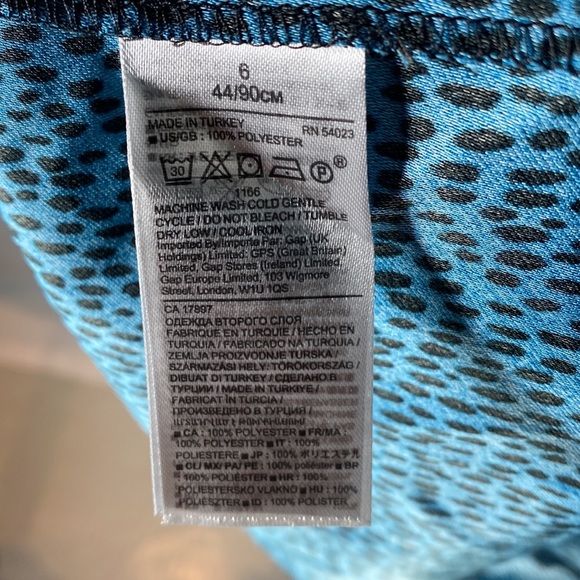 6
44/90CM
MADE IN TURKEY RN 54023
■ US/GB : 100% POLYESTER
30 P ®
1166
MACHINE WASH COLD GENTLE
CYCLE / DO NOT BLEACH / TUMBLE
DRY LOW / COOL IRON
Imported By/Importe Par: Gap (UK
Holdings) Limited: GPS (Great Britain)
Limited, Gap Stores (Ireland) Limited,
Gap Europe Limited, 103 Wigmore
Street, London, W1U 1QS
CA 17897
ОДЕЖДА ВТОРОГО СЛОЯ
FABRIQUE EN TURQUIE / HECHO EN
TURQUIA / FABRICADO NA TURQUIA /
ZEMLJA PROIZVODNJE TURSKA /
SZÁRMAZÁSI HELY: TÖRÖKORSZÁG /
DIBUAT DI TURKEY / СДЕЛАНО В
ТУРЦИИ / MADE IN TURKIYE /
FABRICAT ÎN TURCIA /
ПРОИЗВЕДЕНО В ТУРЦИЯ /
■ CA : 100% POLYESTER ■ FR/MA :
100% POLYESTER ■ IT : 100%
POLIESTERE ■ JP : 100% ポリエステル
■ CL/MX/PA/PE : 100% poliéster ■ BR
: 100% POLIÉSTER ■ HR : 100%
POLIESTERSKO VLAKNO ■ HU : 100%
POLIÉSZTER ■ ID : 100% POLISTER